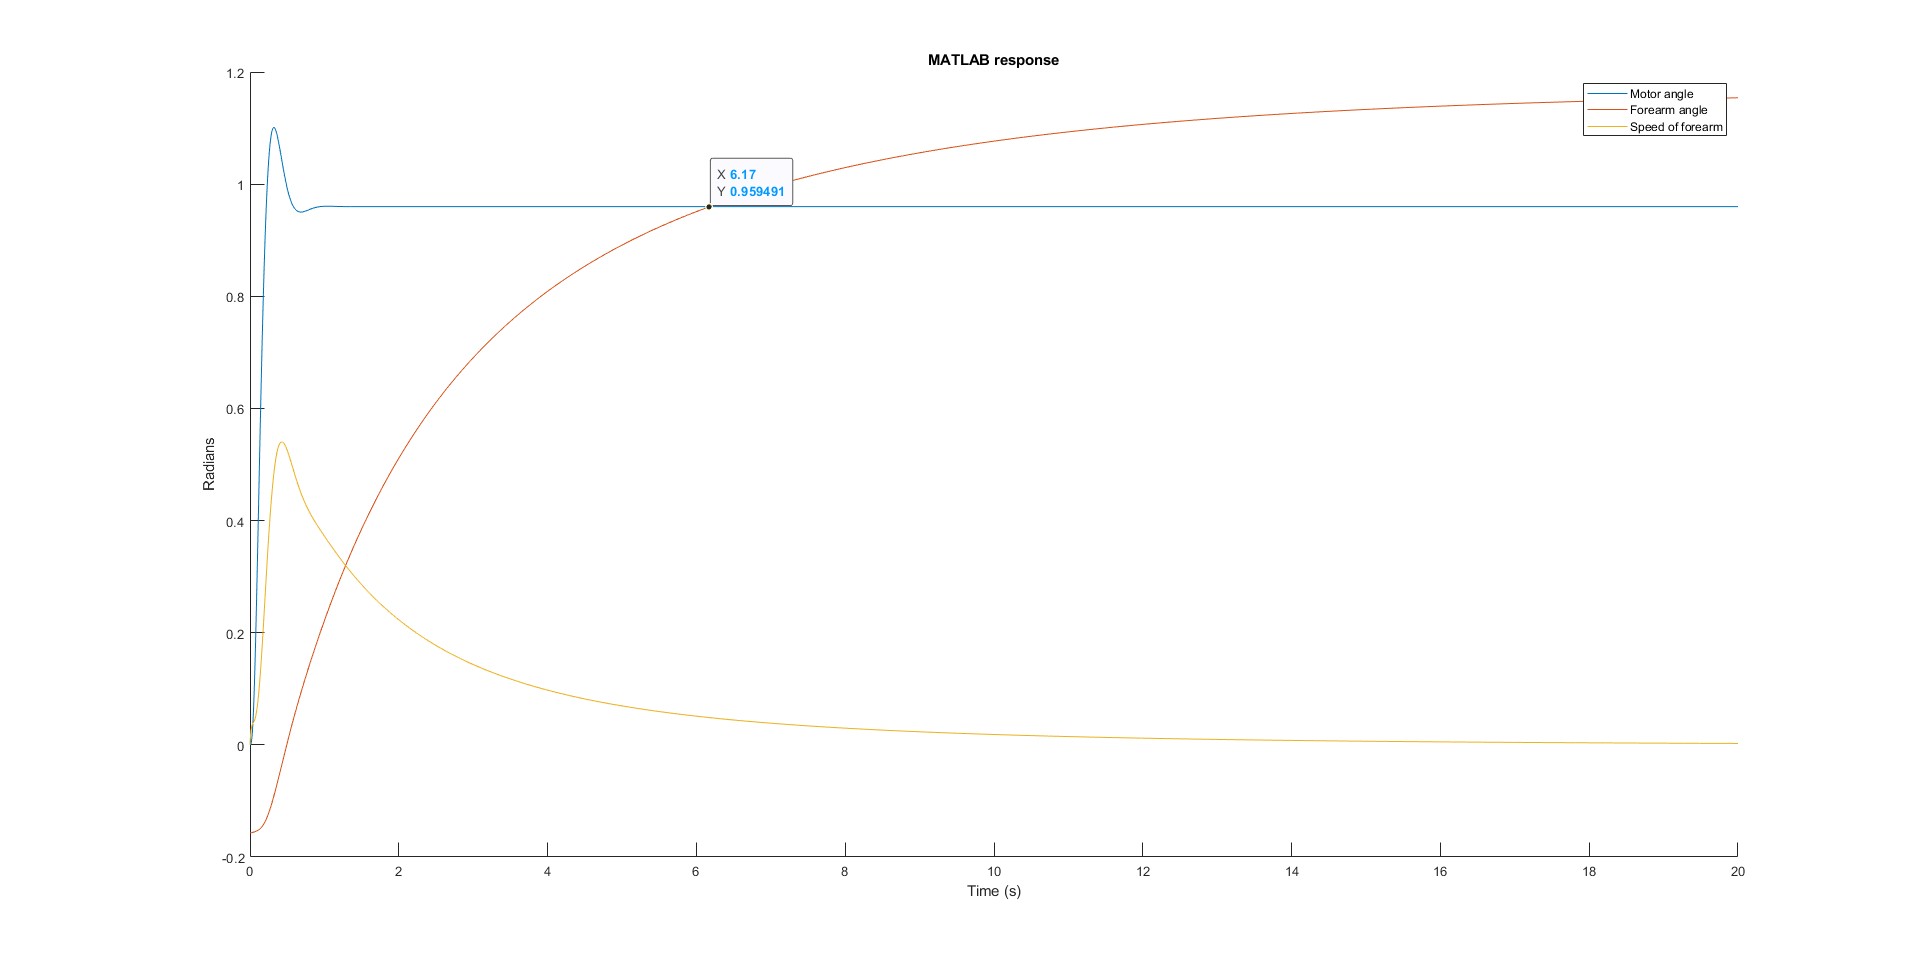 MATLAB response
1.2
1
0.8
0.6
0.4
0.2
0
-0.2
Radians
X 6.17
Y 0.959491
Motor angle
Forearm angle
Speed of forearm
0 2 4 6 8 10 12 14 16 18 20
Time (s)